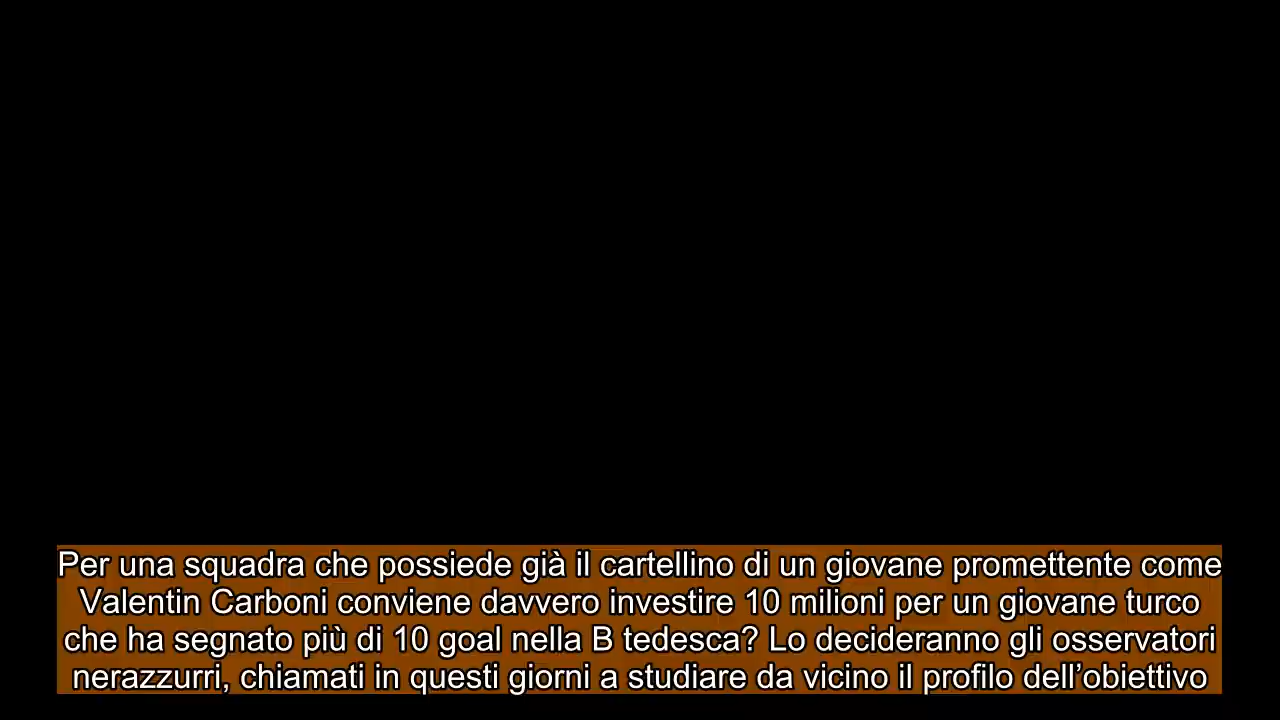 Per una squadra che possiede già il cartellino di un giovane promettente come
Valentin Carboni conviene davvero investire 10 milioni per un giovane turco
che ha segnato più di 10 goal nella B tedesca? Lo decideranno gli osservatori
nerazzurri, chiamati in questi giorni a studiare da vicino il profilo dell’obiettivo